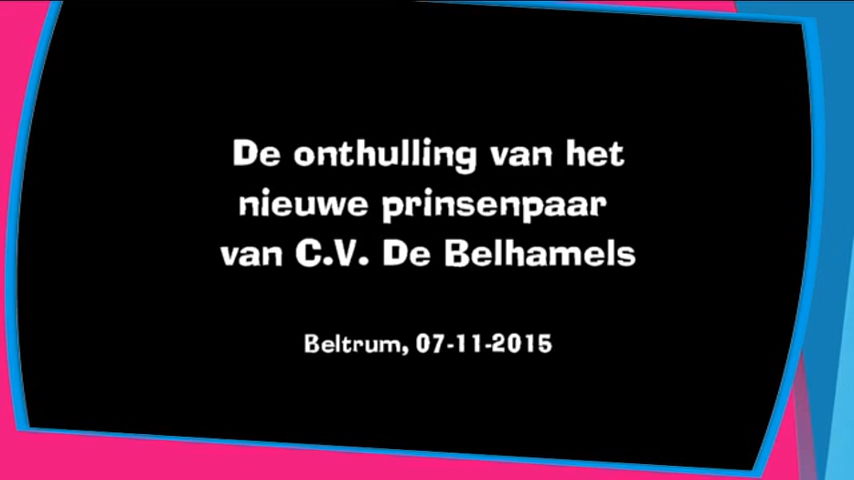 De onthulling van het
nieuwe prinsenpaar
van C.V. De Belhamels
Beltrum, 07-11-2015